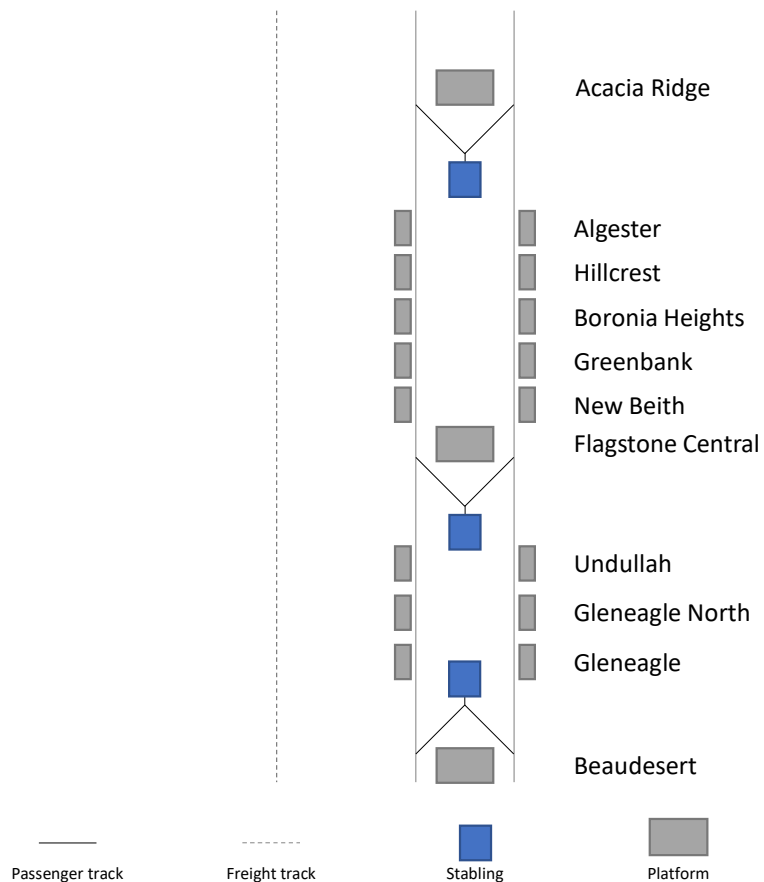 Acacia Ridge
Algester
Hillcrest
Boronia Heights
Greenbank
New Beith
Flagstone Central
Undullah
Gleneagle North
Gleneagle
Beaudesert
Passenger track
Freight track
Stabling
Platform